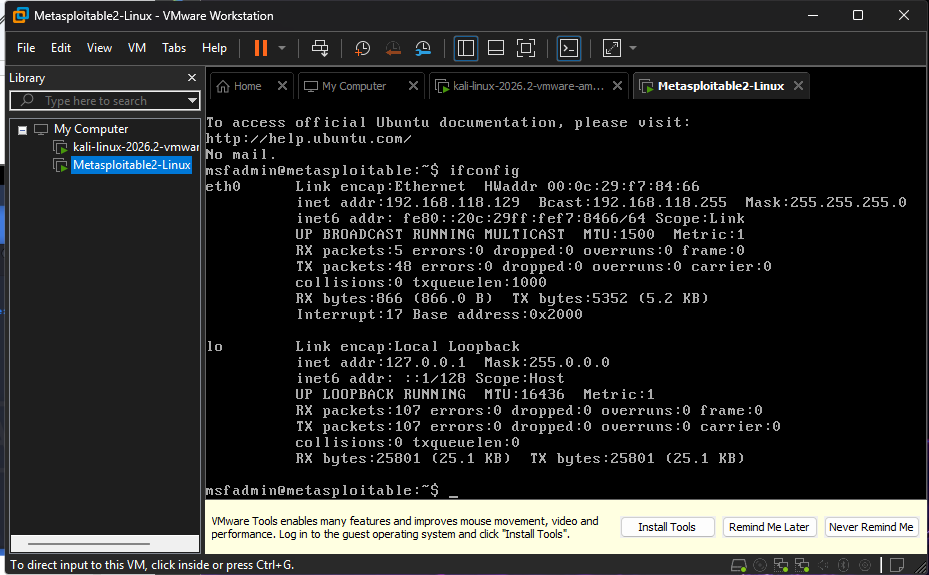 Metasploitable2-Linux - VMware Workstation
File Edit View VM Tabs Help
Library
Type here to search
My Computer
kali-linux-2026.2-vmwar
Metasploitable2-Linux
Home
My Computer
kali-linux-2026.2-vmware-am...
Metasploitable2-Linux
To access official Ubuntu documentation, please visit:
http://help.ubuntu.com/
No mail.
msfadmin@metasploitable:~$ ifconfig
eth0      Link encap:Ethernet  HWaddr 00:0c:29:f7:84:66
          inet addr:192.168.118.129  Bcast:192.168.118.255  Mask:255.255.255.0
          inet6 addr: fe80::20c:29ff:fef7:8466/64 Scope:Link
          UP BROADCAST RUNNING MULTICAST  MTU:1500  Metric:1
          RX packets:5 errors:0 dropped:0 overruns:0 frame:0
          TX packets:48 errors:0 dropped:0 overruns:0 carrier:0
          collisions:0 txqueuelen:1000
          RX bytes:866 (866.0 B)  TX bytes:5352 (5.2 KB)
          Interrupt:17 Base address:0x2000
lo        Link encap:Local Loopback
          inet addr:127.0.0.1  Mask:255.0.0.0
          inet6 addr: ::1/128 Scope:Host
          UP LOOPBACK RUNNING  MTU:16436  Metric:1
          RX packets:107 errors:0 dropped:0 overruns:0 frame:0
          TX packets:107 errors:0 dropped:0 overruns:0 carrier:0
          collisions:0 txqueuelen:0
          RX bytes:25801 (25.1 KB)  TX bytes:25801 (25.1 KB)
msfadmin@metasploitable:~$ _
VMware Tools enables many features and improves mouse movement, video and
performance. Log in to the guest operating system and click "Install Tools".
Install Tools
Remind Me Later
Never Remind Me
To direct input to this VM, click inside or press Ctrl+G.